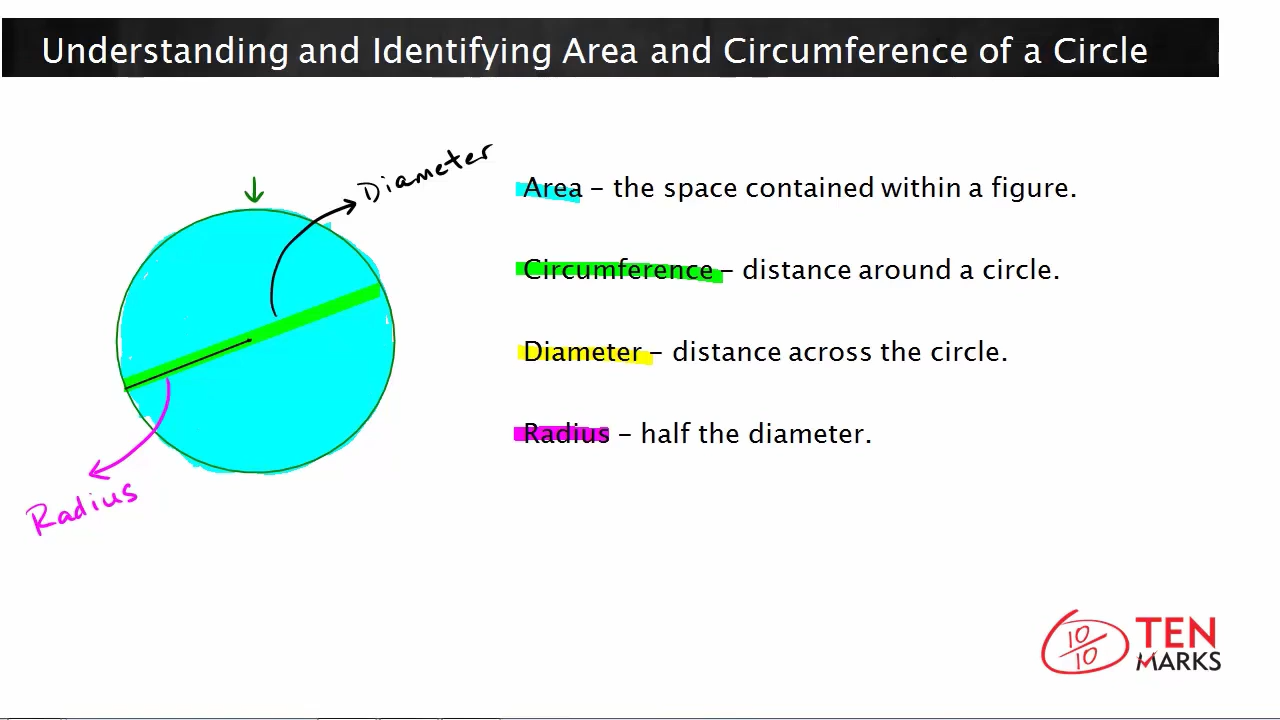 Understanding and Identifying Area and Circumference of a Circle
Diameter
Area – the space contained within a figure.
Circumference – distance around a circle.
Diameter – distance across the circle.
Radius – half the diameter.
Radius
10/10
TEN
MARKS